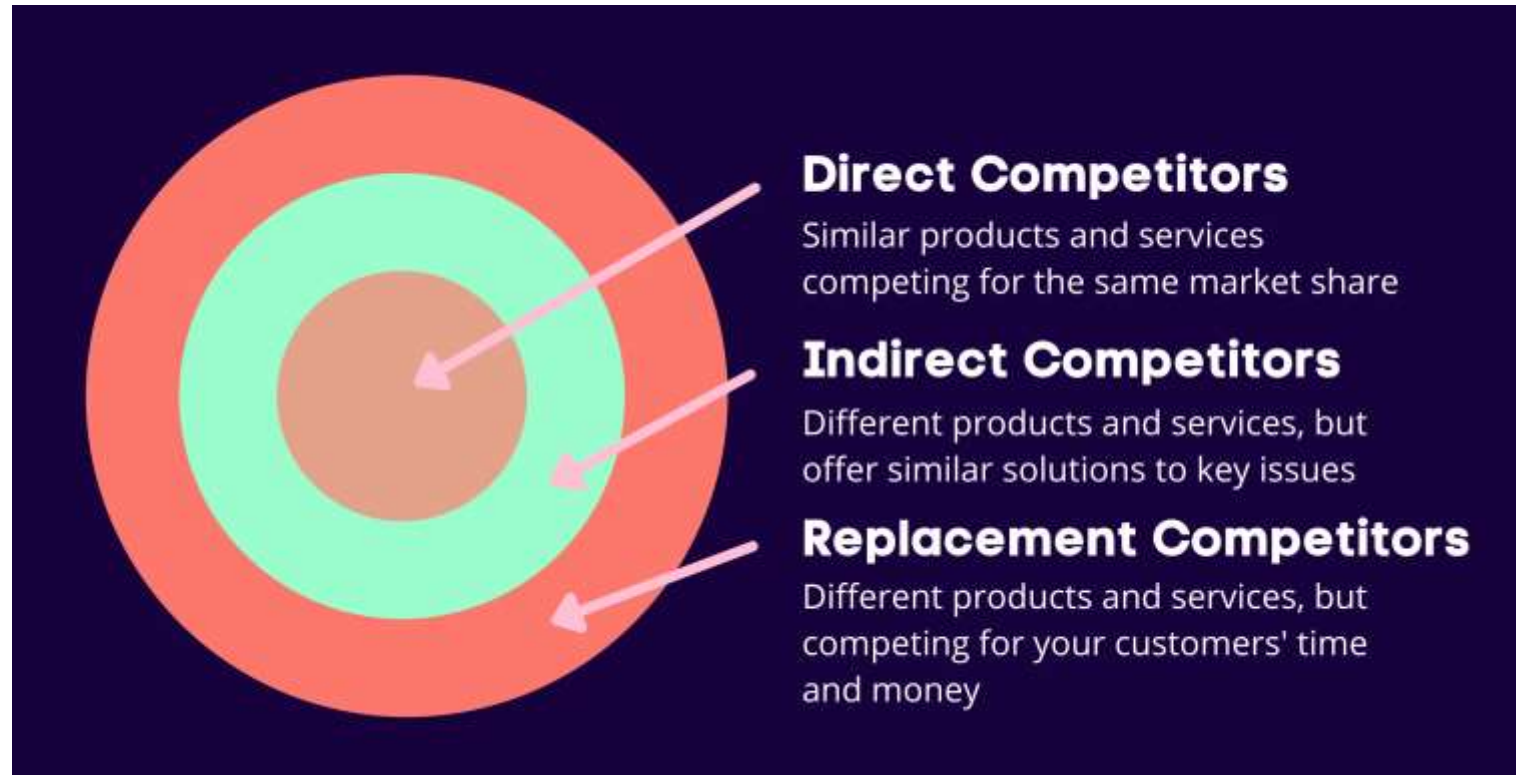 Direct Competitors
Similar products and services
competing for the same market share
Indirect Competitors
Different products and services, but
offer similar solutions to key issues
Replacement Competitors
Different products and services, but
competing for your customers' time
and money